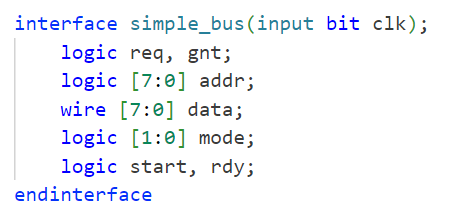 interface simple_bus(input bit clk);
    logic req, gnt;
    logic [7:0] addr;
    wire [7:0] data;
    logic [1:0] mode;
    logic start, rdy;
endinterface